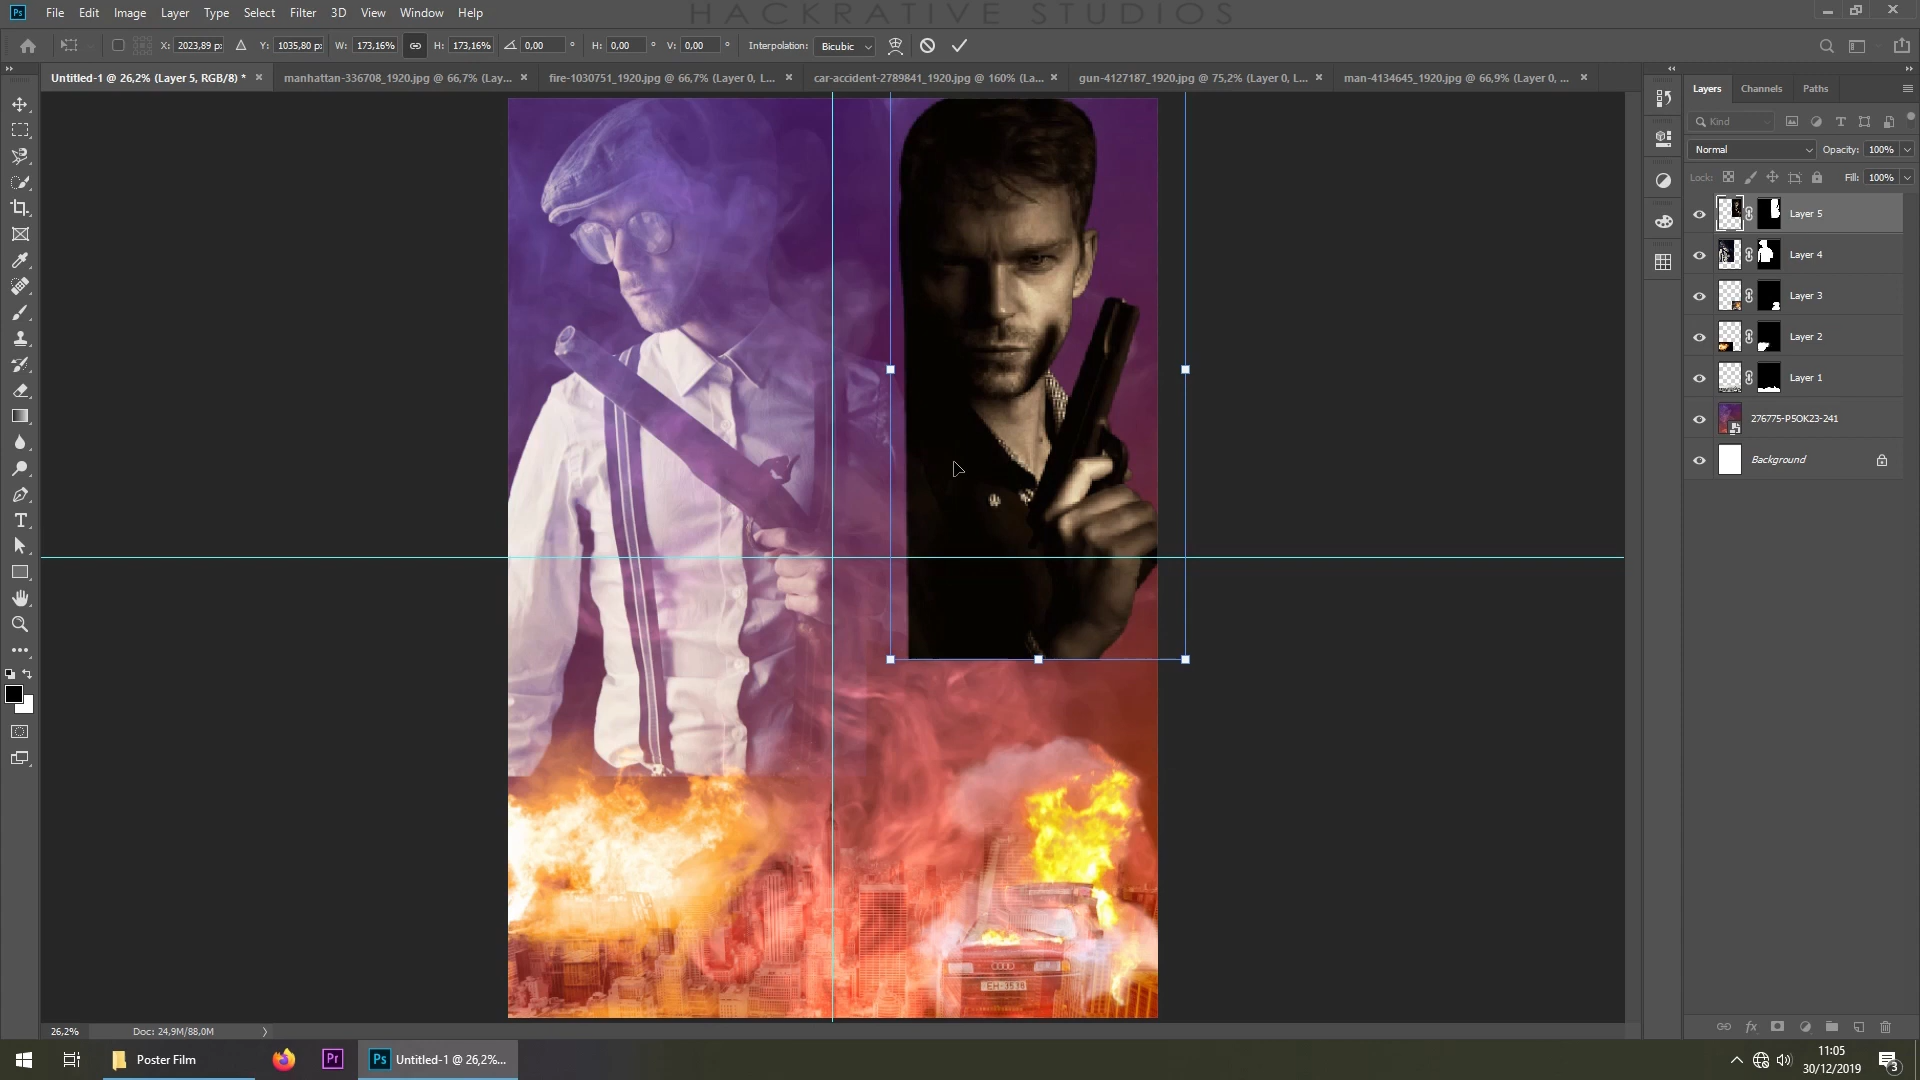 HACKRATIVE STUDIOS
Ps File Edit Image Layer Type Select Filter 3D View Window Help
X: 2023,89 px Y: 1035,80 px W: 173,16% H: 173,16% 0,00 ° H: 0,00 ° V: 0,00 ° Interpolation: Bicubic
Untitled-1 @ 26,2% (Layer 5, RGB/8) * × manhattan-336708_1920.jpg @ 66,7% (Lay... × fire-1030751_1920.jpg @ 66,7% (Layer 0, L... × car-accident-2789841_1920.jpg @ 160% (La... × gun-4127187_1920.jpg @ 75,2% (Layer 0, L... × man-4134645_1920.jpg @ 66,9% (Layer 0, ... ×
Layers Channels Paths
Kind
Normal Opacity: 100%
Lock: Fill: 100%
Layer 5
Layer 4
Layer 3
Layer 2
Layer 1
276775-P5OK23-241
Background
EH-3538
26,2% Doc: 24,9M/88,0M
Poster Film Pr Ps Untitled-1 @ 26,2%...
11:05
30/12/2019
3